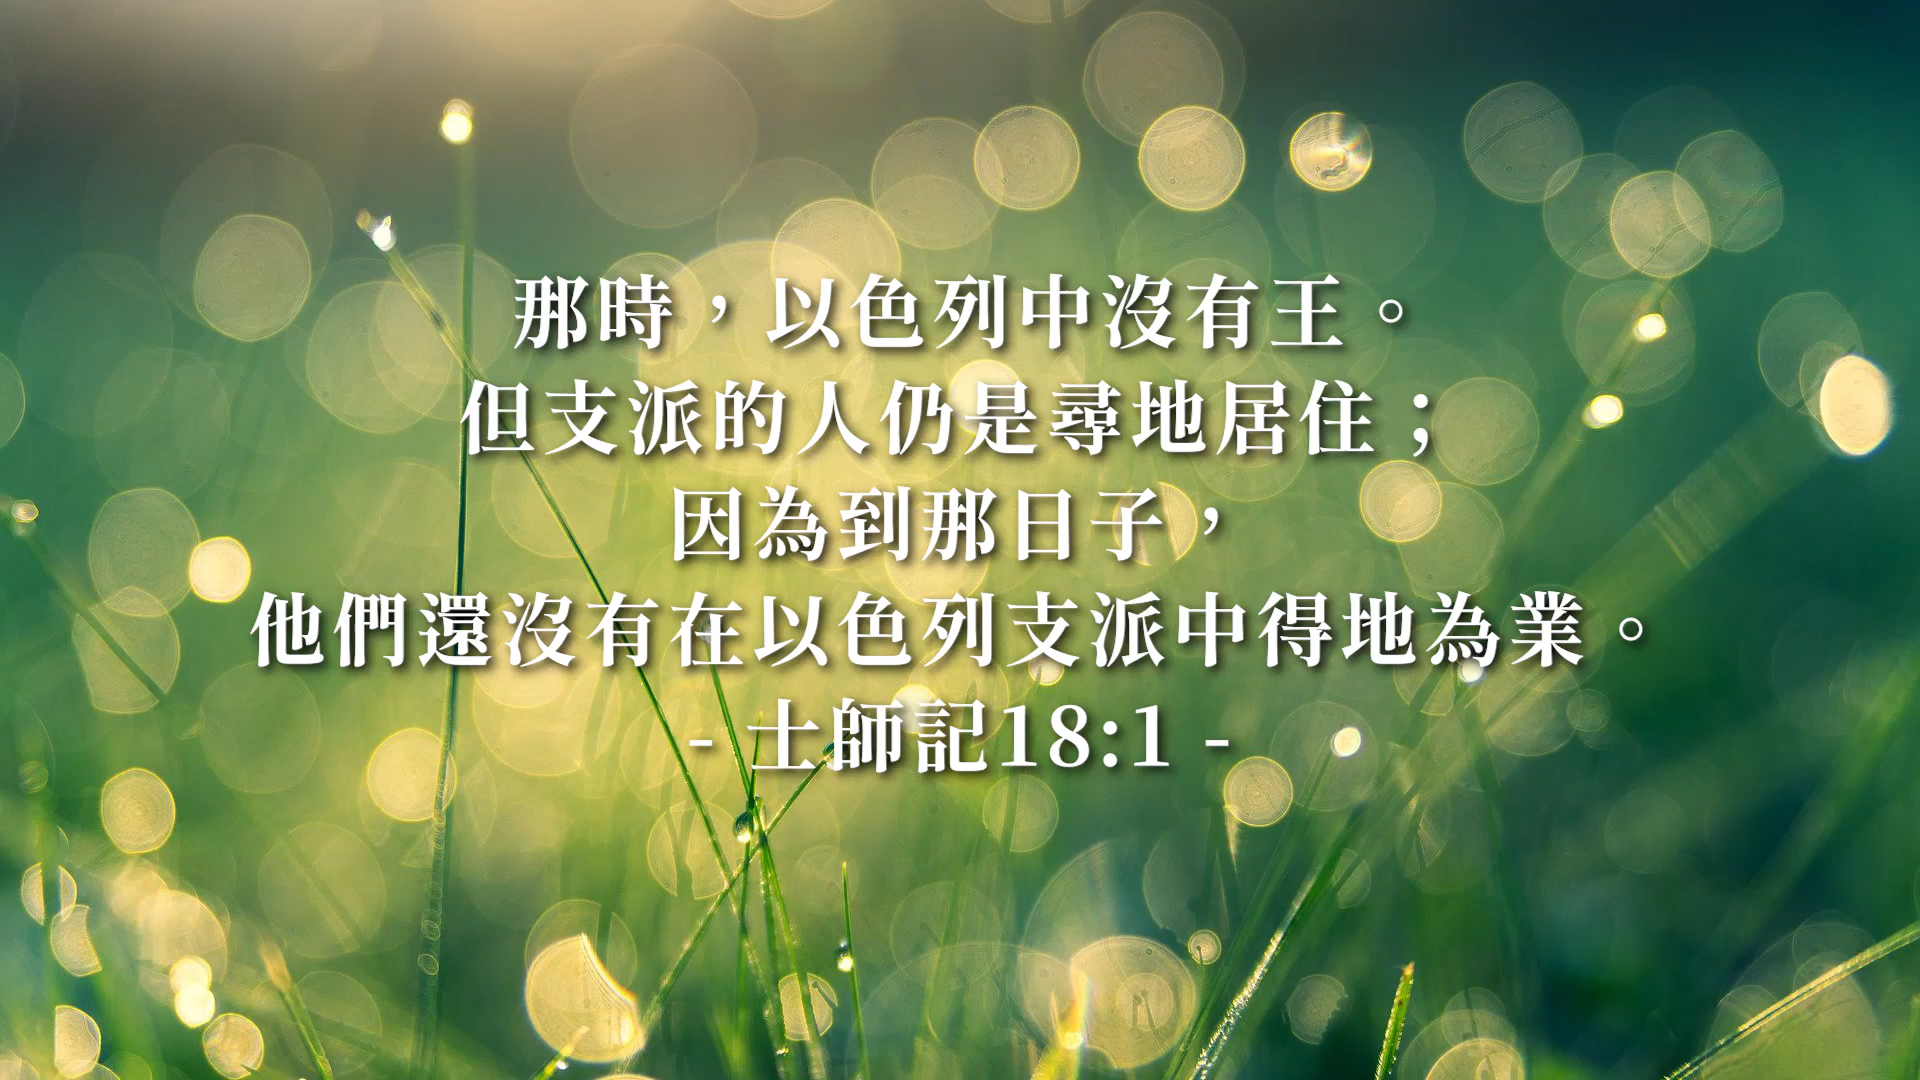 那時，以色列中沒有王。
但支派的人仍是尋地居住；
因為到那日子，
他們還沒有在以色列支派中得地為業。
- 士師記18:1 -